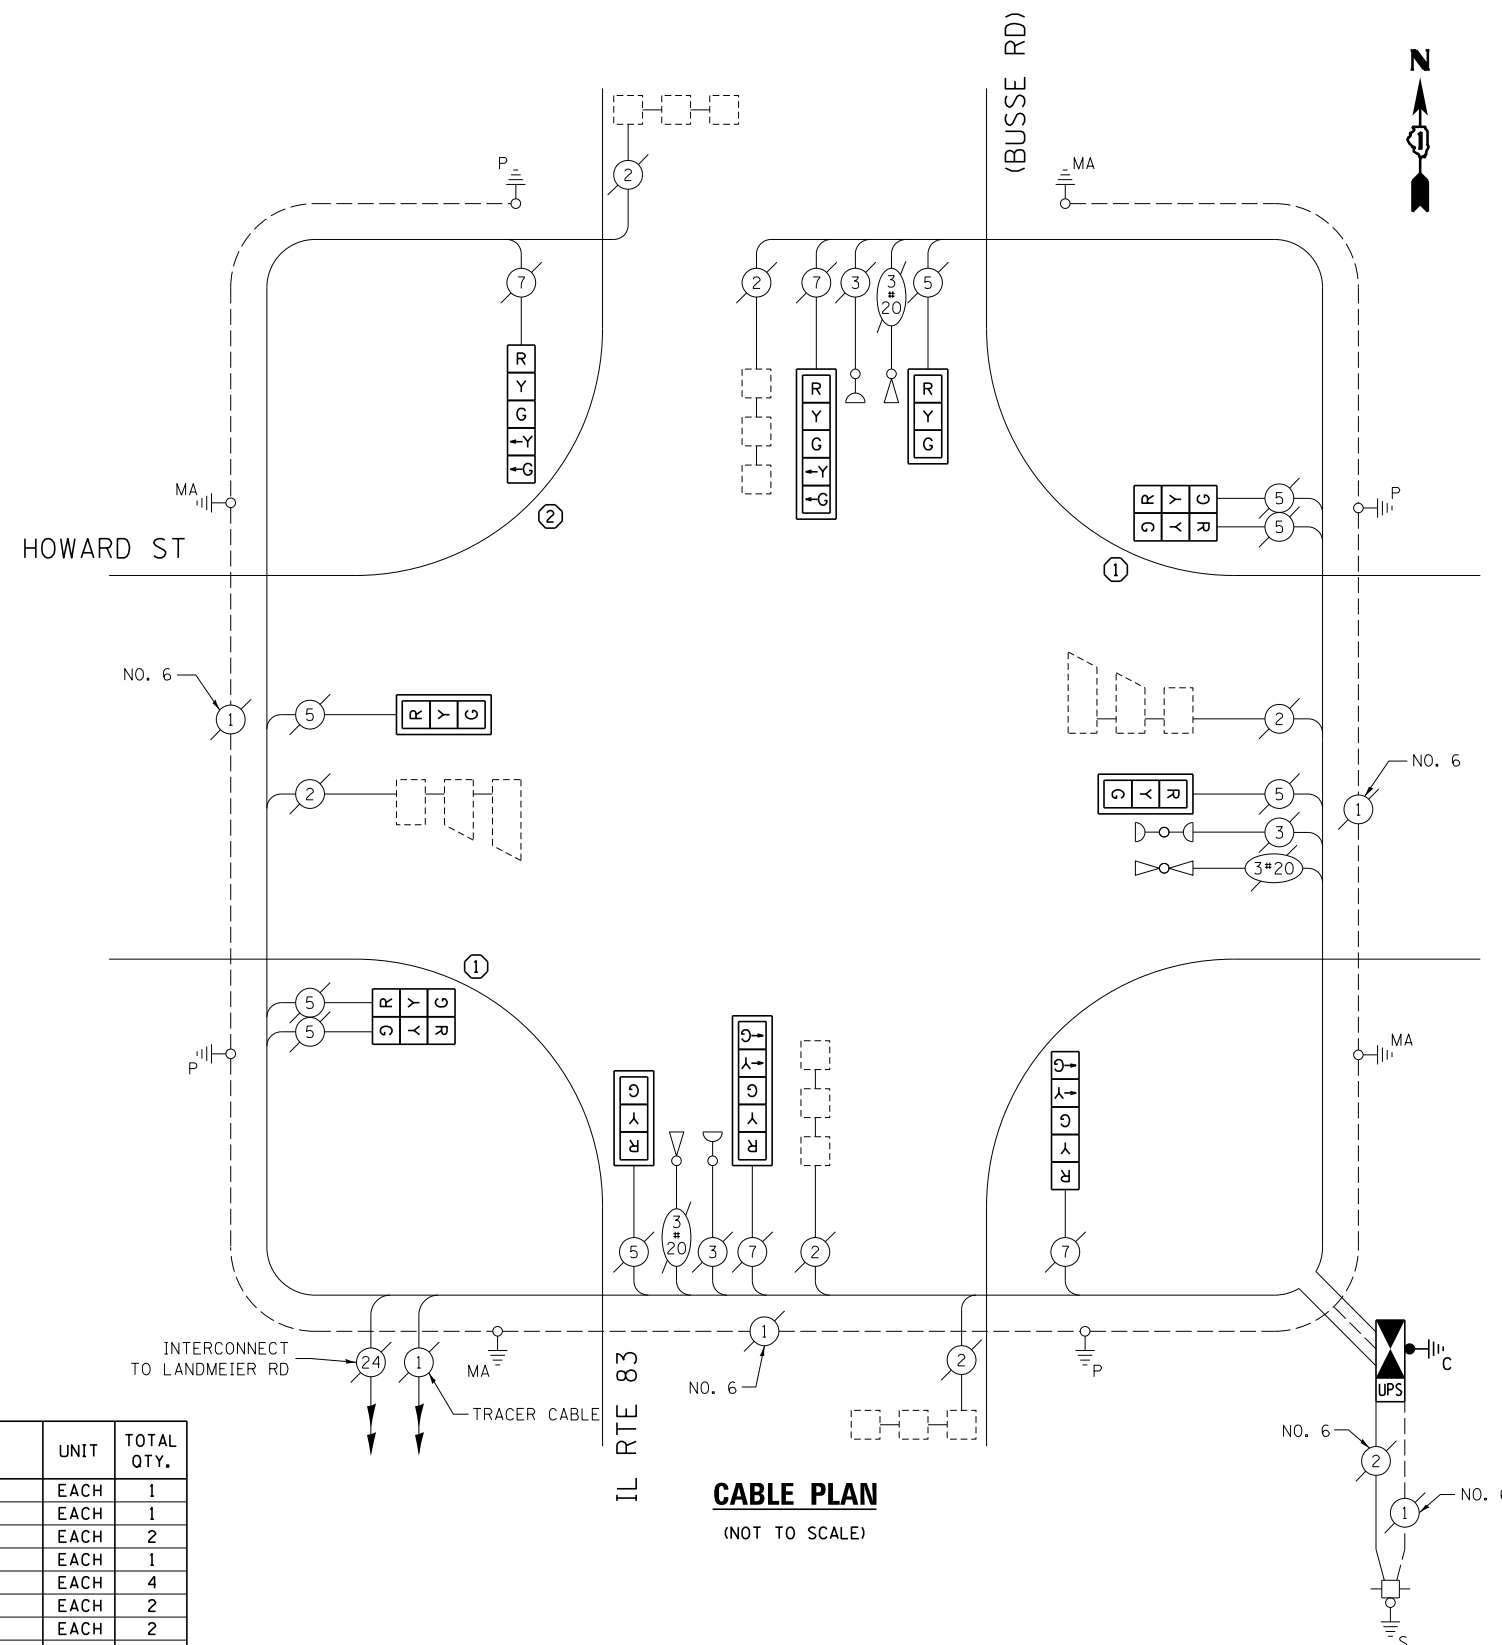 (BUSSE RD)
N
1
P
MA
2
7
2
7
3
3
#
20
5
R
Y
G
←Y
←G
R
Y
G
←Y
←G
R
Y
G
MA
2
R Y G
G Y R
5
5
P
HOWARD ST
1
NO. 6
1
5
R Y G
2
2
NO. 6
1
G Y R
5
3
3#20
1
5
5
R Y G
G Y R
P
MA
G
Y
R
←G
←Y
G
Y
R
←G
←Y
G
Y
R
5
3
#
20
3
7
2
7
INTERCONNECT
TO LANDMEIER RD
24
1
MA
1
NO. 6
2
P
TRACER CABLE
IL RTE 83
C
UPS
NO. 6
2
1
NO.
S
CABLE PLAN
(NOT TO SCALE)
UNIT TOTAL
QTY.
EACH 1
EACH 1
EACH 2
EACH 1
EACH 4
EACH 2
EACH 2